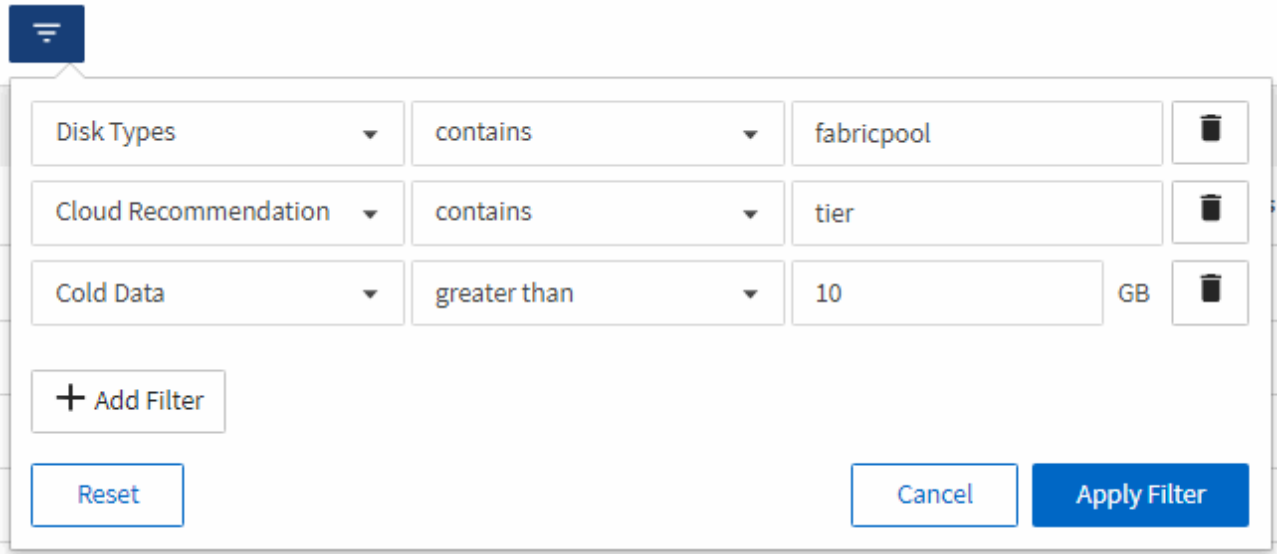 Disk Types contains fabricpool
Cloud Recommendation contains tier
Cold Data greater than 10 GB
+ Add Filter
Reset Cancel Apply Filter